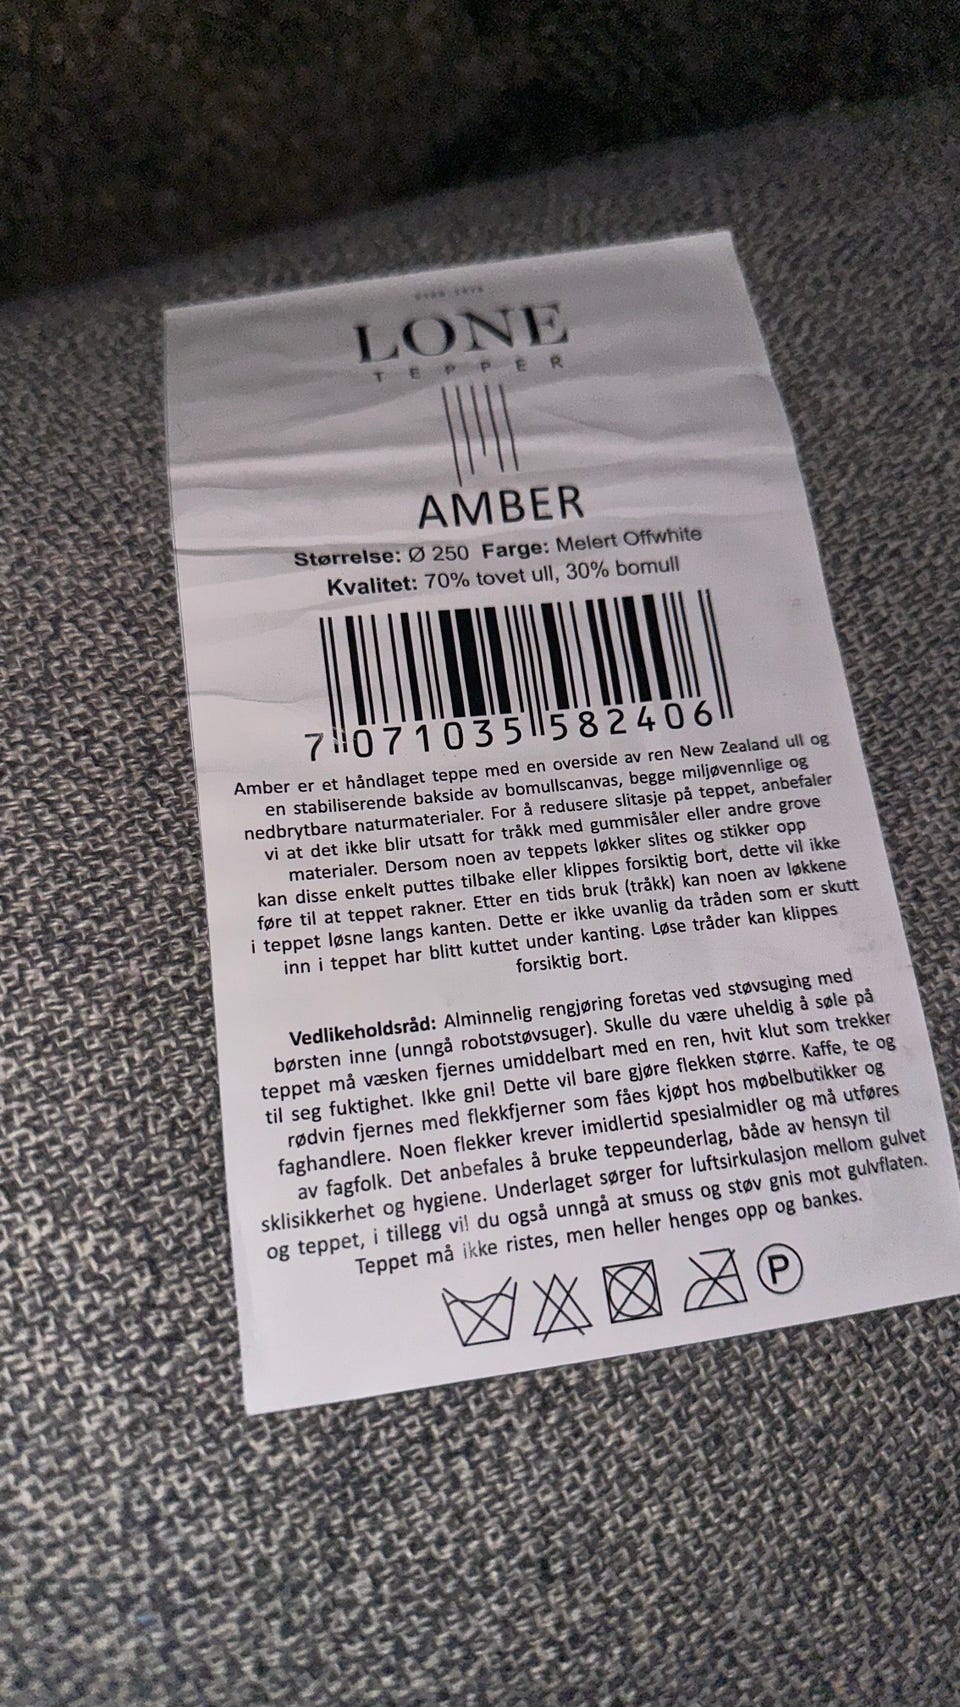 LONE
TEPPER
AMBER
Størrelse: Ø 250 Farge: Melert Offwhite
Kvalitet: 70% tovet ull, 30% bomull
7 071035 582406
Amber er et håndlaget teppe med en overside av ren New Zealand ull og
en stabiliserende bakside av bomullscanvas, begge miljøvennlige og
nedbrytbare naturmaterialer. For å redusere slitasje på teppet, anbefaler
vi at det ikke blir utsatt for tråkk med gummisåler eller andre grove
materialer. Dersom noen av teppets løkker slites og stikker opp
kan disse enkelt puttes tilbake eller klippes forsiktig bort, dette vil ikke
føre til at teppet rakner. Etter en tids bruk (tråkk) kan noen av løkkene
i teppet løsne langs kanten. Dette er ikke uvanlig da tråden som er skutt
inn i teppet har blitt kuttet under kanting. Løse tråder kan klippes
forsiktig bort.
Vedlikeholdsråd: Alminnelig rengjøring foretas ved støvsuging med
børsten inne (unngå robotstøvsuger). Skulle du være uheldig å søle på
teppet må væsken fjernes umiddelbart med en ren, hvit klut som trekker
til seg fuktighet. Ikke gni! Dette vil bare gjøre flekken større. Kaffe, te og
rødvin fjernes med flekkfjerner som fåes kjøpt hos møbelbutikker og
faghandlere. Noen flekker krever imidlertid spesialmidler og må utføres
av fagfolk. Det anbefales å bruke teppeunderlag, både av hensyn til
sklisikkerhet og hygiene. Underlaget sørger for luftsirkulasjon mellom gulvet
og teppet, i tillegg vil du også unngå at smuss og støv gnis mot gulvflaten.
Teppet må ikke ristes, men heller henges opp og bankes.
P